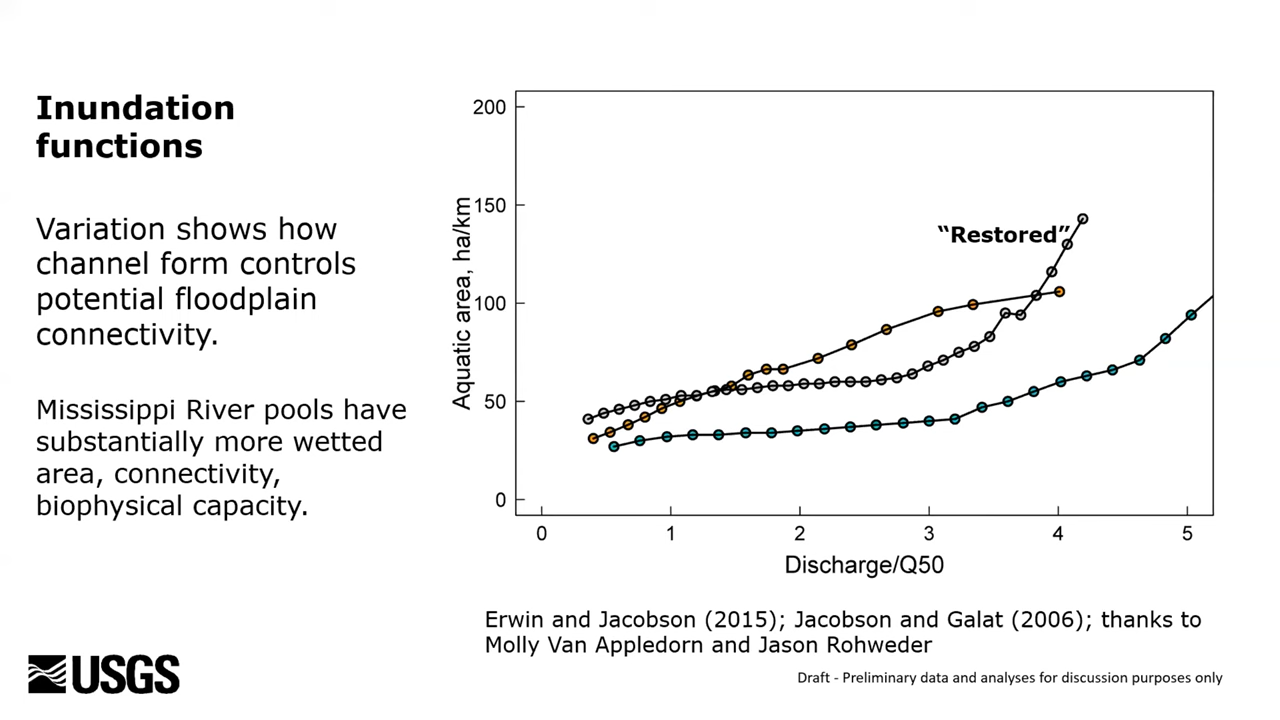 Inundation
functions
Variation shows how
channel form controls
potential floodplain
connectivity.
Mississippi River pools have
substantially more wetted
area, connectivity,
biophysical capacity.
Aquatic area, ha/km
200
150
100
50
0
"Restored"
0 1 2 3 4 5
Discharge/Q50
Erwin and Jacobson (2015); Jacobson and Galat (2006); thanks to
Molly Van Appledorn and Jason Rohweder
USGS
Draft - Preliminary data and analyses for discussion purposes only